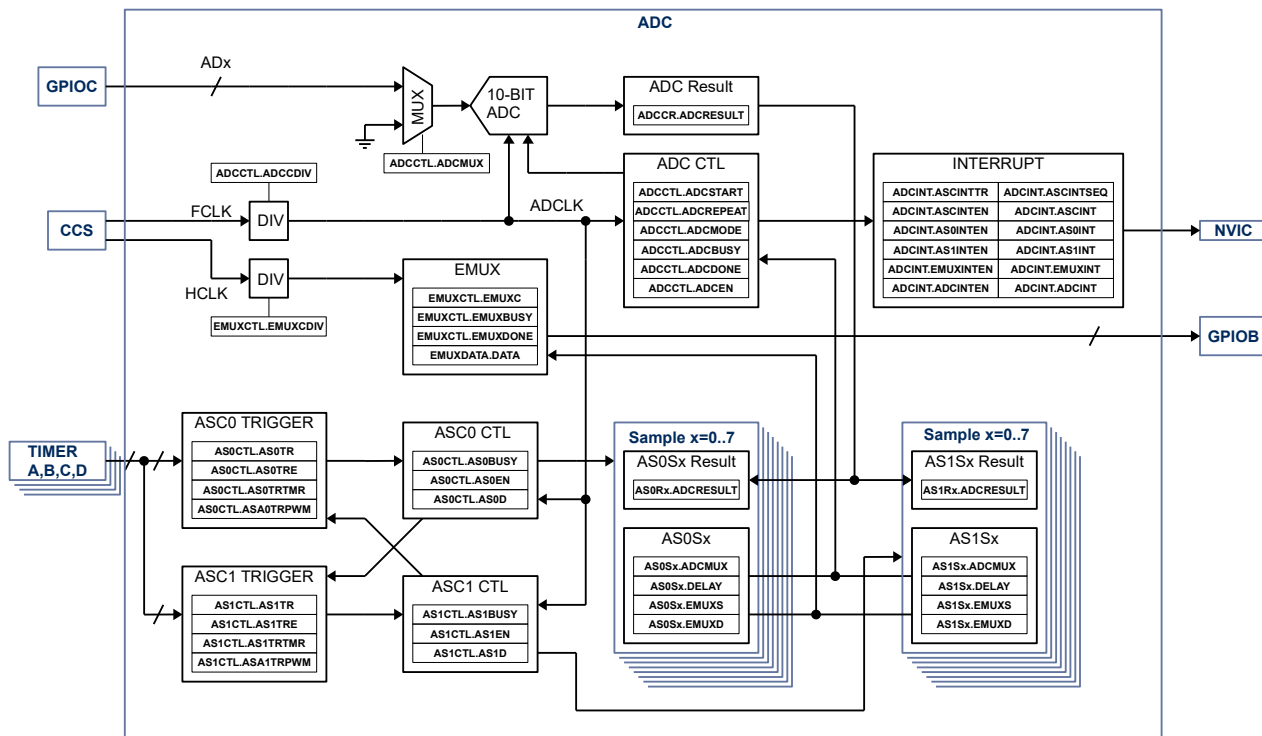 ADC
GPIOC
ADx
MUX
10-BIT
ADC
ADC Result
ADCCR.ADCRESULT
ADCCTL.ADCMUX
ADCCTL.ADCCDIV
CCS
FCLK
DIV
ADCLK
HCLK
DIV
EMUXCTL.EMUXCDIV
ADC CTL
ADCCTL.ADCSTART
ADCCTL.ADCREPEAT
ADCCTL.ADCMODE
ADCCTL.ADCBUSY
ADCCTL.ADCDONE
ADCCTL.ADCEN
INTERRUPT
ADCINT.ASCINTTR ADCINT.ASCINTSEQ
ADCINT.ASCINTEN ADCINT.ASCINT
ADCINT.AS0INTEN ADCINT.AS0INT
ADCINT.AS1INTEN ADCINT.AS1INT
ADCINT.EMUXINTEN ADCINT.EMUXINT
ADCINT.ADCINTEN ADCINT.ADCINT
NVIC
EMUX
EMUXCTL.EMUXC
EMUXCTL.EMUXBUSY
EMUXCTL.EMUXDONE
EMUXDATA.DATA
GPIOB
TIMER
A,B,C,D
ASC0 TRIGGER
AS0CTL.AS0TR
AS0CTL.AS0TRE
AS0CTL.AS0TRTMR
AS0CTL.ASA0TRPWM
ASC0 CTL
AS0CTL.AS0BUSY
AS0CTL.AS0EN
AS0CTL.AS0D
ASC1 TRIGGER
AS1CTL.AS1TR
AS1CTL.AS1TRE
AS1CTL.AS1TRTMR
AS1CTL.ASA1TRPWM
ASC1 CTL
AS1CTL.AS1BUSY
AS1CTL.AS1EN
AS1CTL.AS1D
Sample x=0..7
AS0Sx Result
AS0Rx.ADCRESULT
AS0Sx
AS0Sx.ADCMUX
AS0Sx.DELAY
AS0Sx.EMUXS
AS0Sx.EMUXD
Sample x=0..7
AS1Sx Result
AS1Rx.ADCRESULT
AS1Sx
AS1Sx.ADCMUX
AS1Sx.DELAY
AS1Sx.EMUXS
AS1Sx.EMUXD